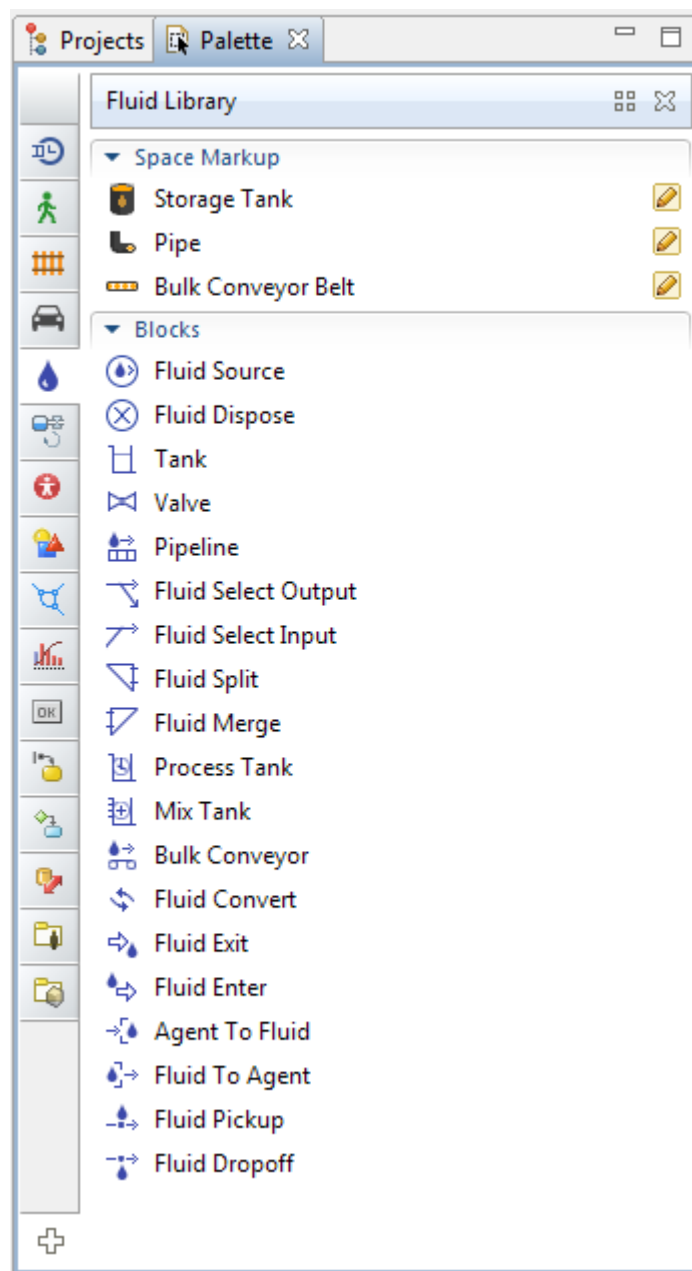 Projects Palette
Fluid Library
Space Markup
Storage Tank
Pipe
Bulk Conveyor Belt
Blocks
Fluid Source
Fluid Dispose
Tank
Valve
Pipeline
Fluid Select Output
Fluid Select Input
Fluid Split
Fluid Merge
OK
Process Tank
Mix Tank
Bulk Conveyor
Fluid Convert
Fluid Exit
Fluid Enter
Agent To Fluid
Fluid To Agent
Fluid Pickup
Fluid Dropoff